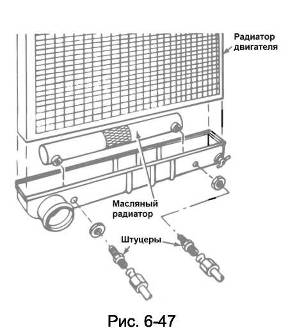 Радиатор
двигателя
Масляный
радиатор
Штуцеры
Рис. 6-47